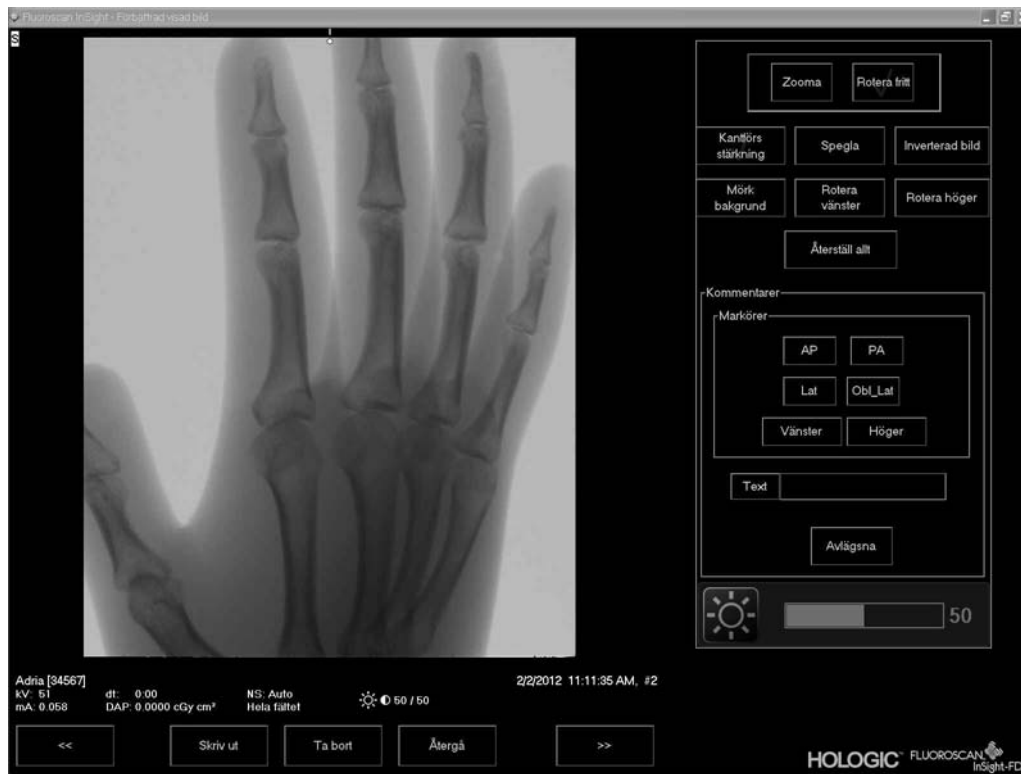 Fluoroscan InSight - Förbättrad visad bild
S
Zooma
Rotera fritt
Kantförs
stärkning
Spegla
Inverterad bild
Mörk
bakgrund
Rotera
vänster
Rotera höger
Återställ allt
Kommentarer
Markörer
AP
PA
Lat
Obl_Lat
Vänster
Höger
Text
Avlägsna
50
Adria [34567]
2/2/2012 11:11:35 AM, #2
kV: 51
dt: 0:00
NS: Auto
50 / 50
mA: 0.058
DAP: 0.0000 cGy cm²
Hela fältet
<<
Skriv ut
Ta bort
Återgå
>>
HOLOGIC™ FLUOROSCAN
InSight-FD